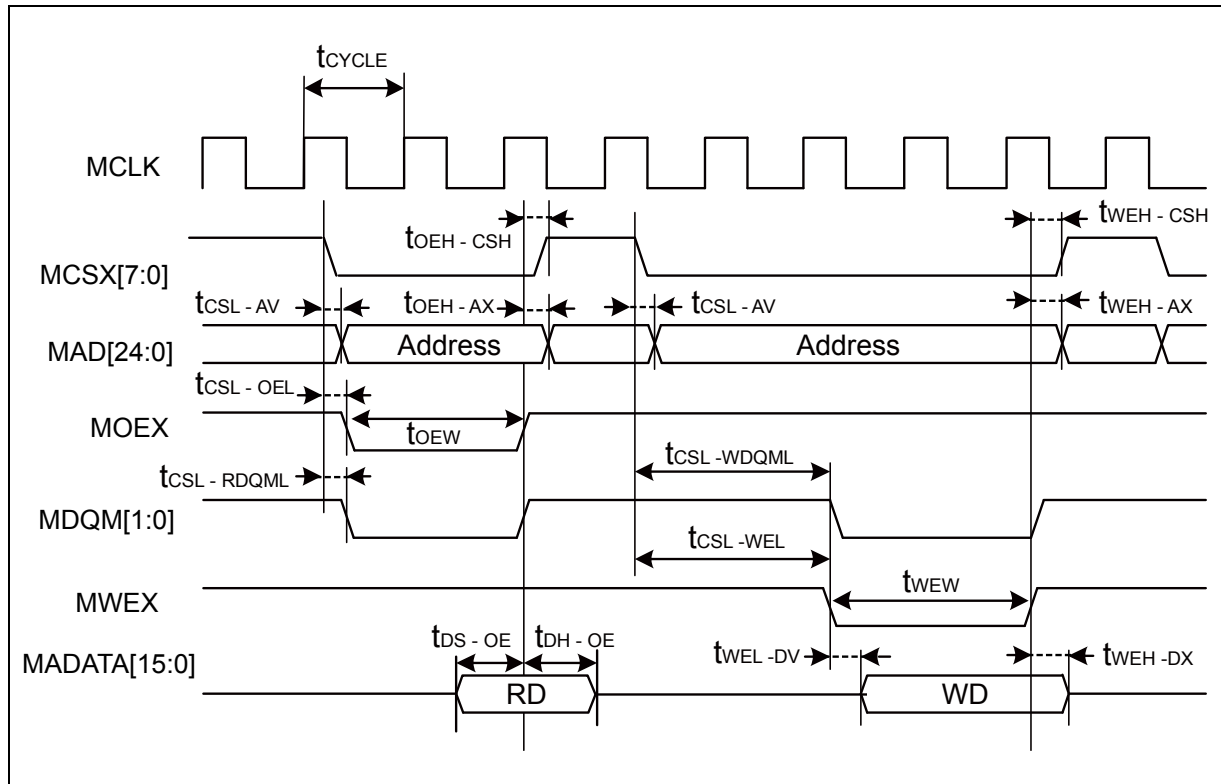 tCYCLE
MCLK
tOEH - CSH
tWEH - CSH
MCSX[7:0]
tCSL - AV
tOEH - AX
tCSL - AV
tWEH - AX
MAD[24:0]
Address
Address
tCSL - OEL
MOEX
tOEW
tCSL -WDQML
tCSL - RDQML
MDQM[1:0]
tCSL -WEL
MWEX
tWEW
tDS - OE
tDH - OE
tWEL -DV
tWEH -DX
MADATA[15:0]
RD
WD